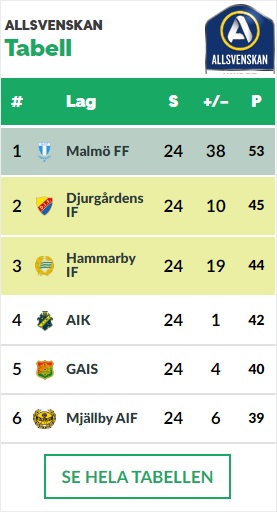 ALLSVENSKAN
Tabell
ALLSVENSKAN
# Lag S +/– P
1 Malmö FF 24 38 53
2 Djurgårdens IF 24 10 45
3 Hammarby IF 24 19 44
4 AIK 24 1 42
5 GAIS 24 4 40
6 Mjällby AIF 24 6 39
SE HELA TABELLEN